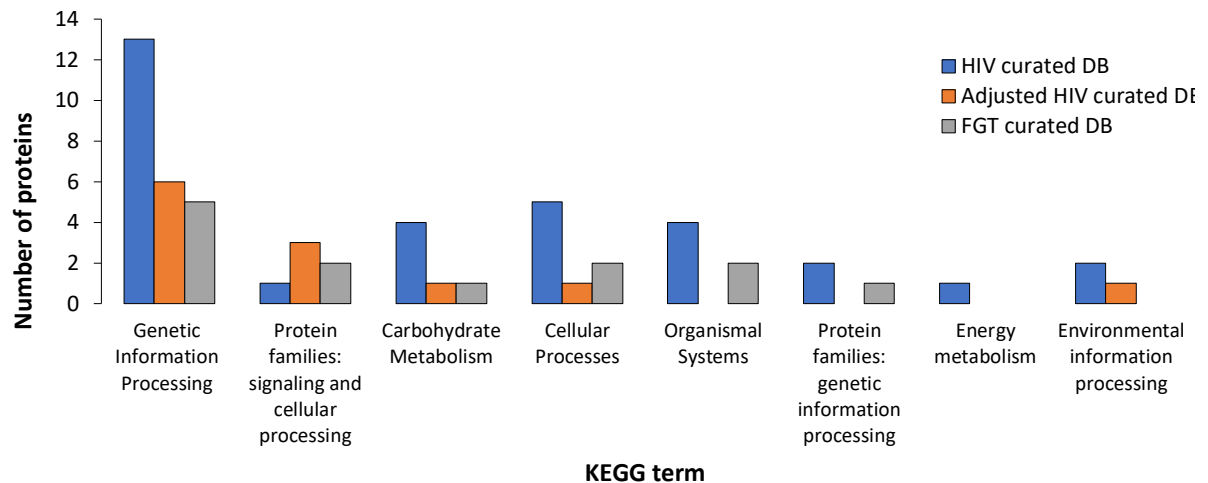 14
12
10
8
6
4
2
0
Number of proteins
HIV curated DB
Adjusted HIV curated DE
FGT curated DB
Genetic
Information
Processing
Protein
families:
signaling and
cellular
processing
Carbohydrate
Metabolism
Cellular
Processes
Organismal
Systems
Protein
families:
genetic
information
processing
Energy
metabolism
Environmental
information
processing
KEGG term